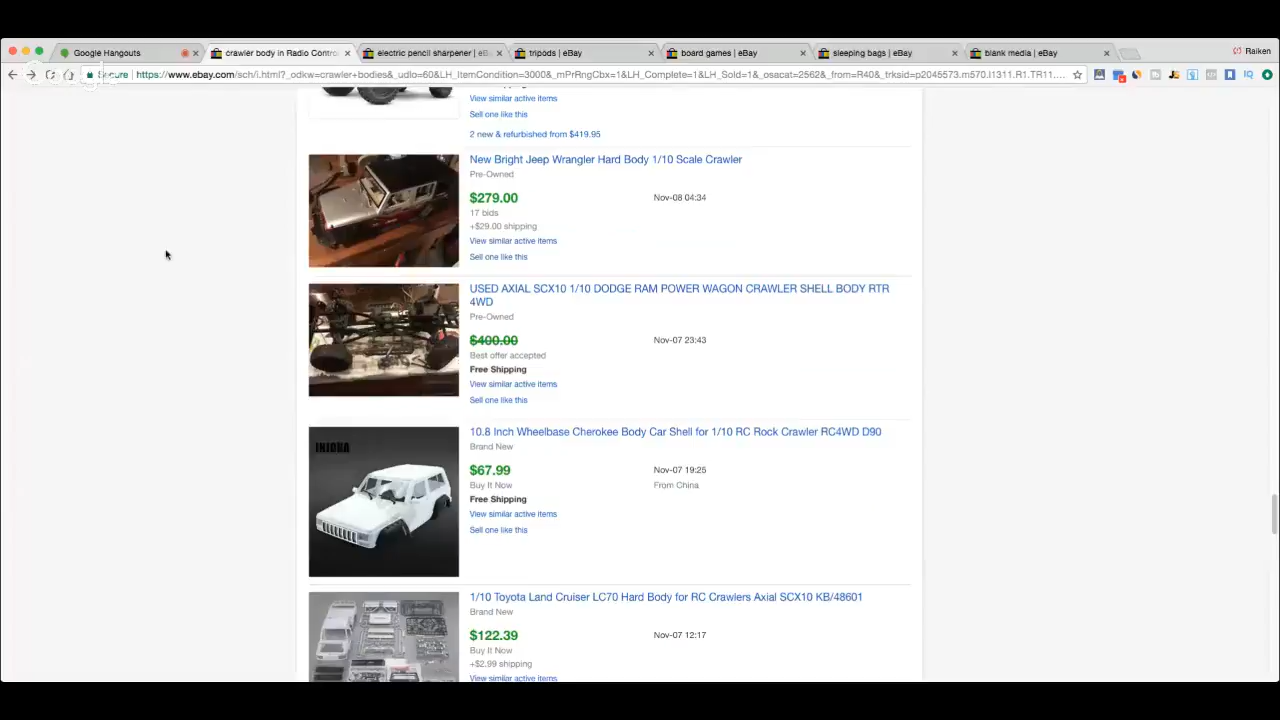 Google Hangouts
crawler body in Radio Contro
electric pencil sharpener | eB
tripods | eBay
board games | eBay
sleeping bags | eBay
blank media | eBay
Raiken
Secure
https://www.ebay.com/sch/i.html?_odkw=crawler+bodies&_udlo=60&LH_ItemCondition=3000&_mPrRngCbx=1&LH_Complete=1&LH_Sold=1&_osacat=2562&_from=R40&_trksid=p2045573.m570.l1311.R1.TR11....
View similar active items
Sell one like this
2 new & refurbished from $419.95
New Bright Jeep Wrangler Hard Body 1/10 Scale Crawler
Pre-Owned
$279.00 Nov-08 04:34
17 bids
+$29.00 shipping
View similar active items
Sell one like this
USED AXIAL SCX10 1/10 DODGE RAM POWER WAGON CRAWLER SHELL BODY RTR
4WD
Pre-Owned
$400.00 Nov-07 23:43
Best offer accepted
Free Shipping
View similar active items
Sell one like this
INJORA
10.8 Inch Wheelbase Cherokee Body Car Shell for 1/10 RC Rock Crawler RC4WD D90
Brand New
$67.99 Nov-07 19:25
Buy It Now From China
Free Shipping
View similar active items
Sell one like this
1/10 Toyota Land Cruiser LC70 Hard Body for RC Crawlers Axial SCX10 KB/48601
Brand New
$122.39 Nov-07 12:17
Buy It Now
+$2.99 shipping
View similar active items